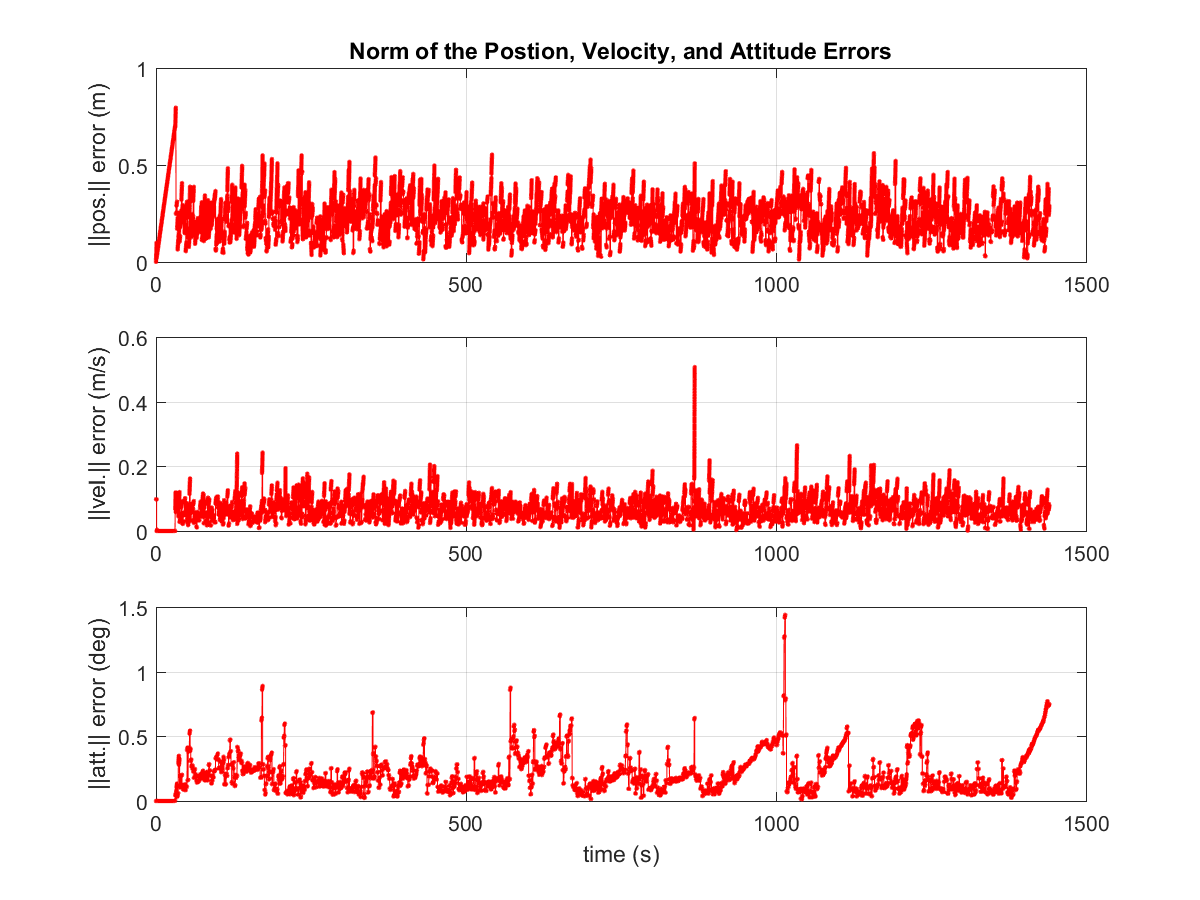 Norm of the Postion, Velocity, and Attitude Errors
||pos.|| error (m)
1
0.5
0
0 500 1000 1500
||vel.|| error (m/s)
0.6
0.4
0.2
0
0 500 1000 1500
||att.|| error (deg)
1.5
1
0.5
0
0 500 1000 1500
time (s)